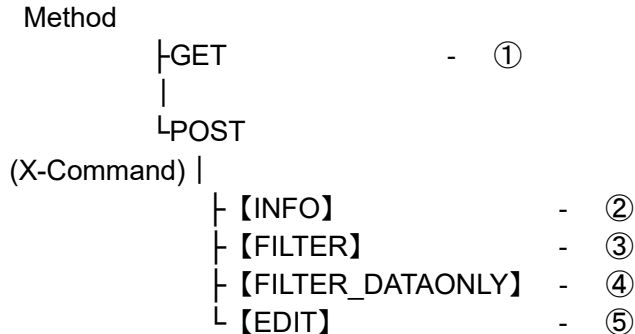 Method
├GET - ①
│
└POST
(X-Command)│
├【INFO】 - ②
├【FILTER】 - ③
├【FILTER_DATAONLY】 - ④
└【EDIT】 - ⑤